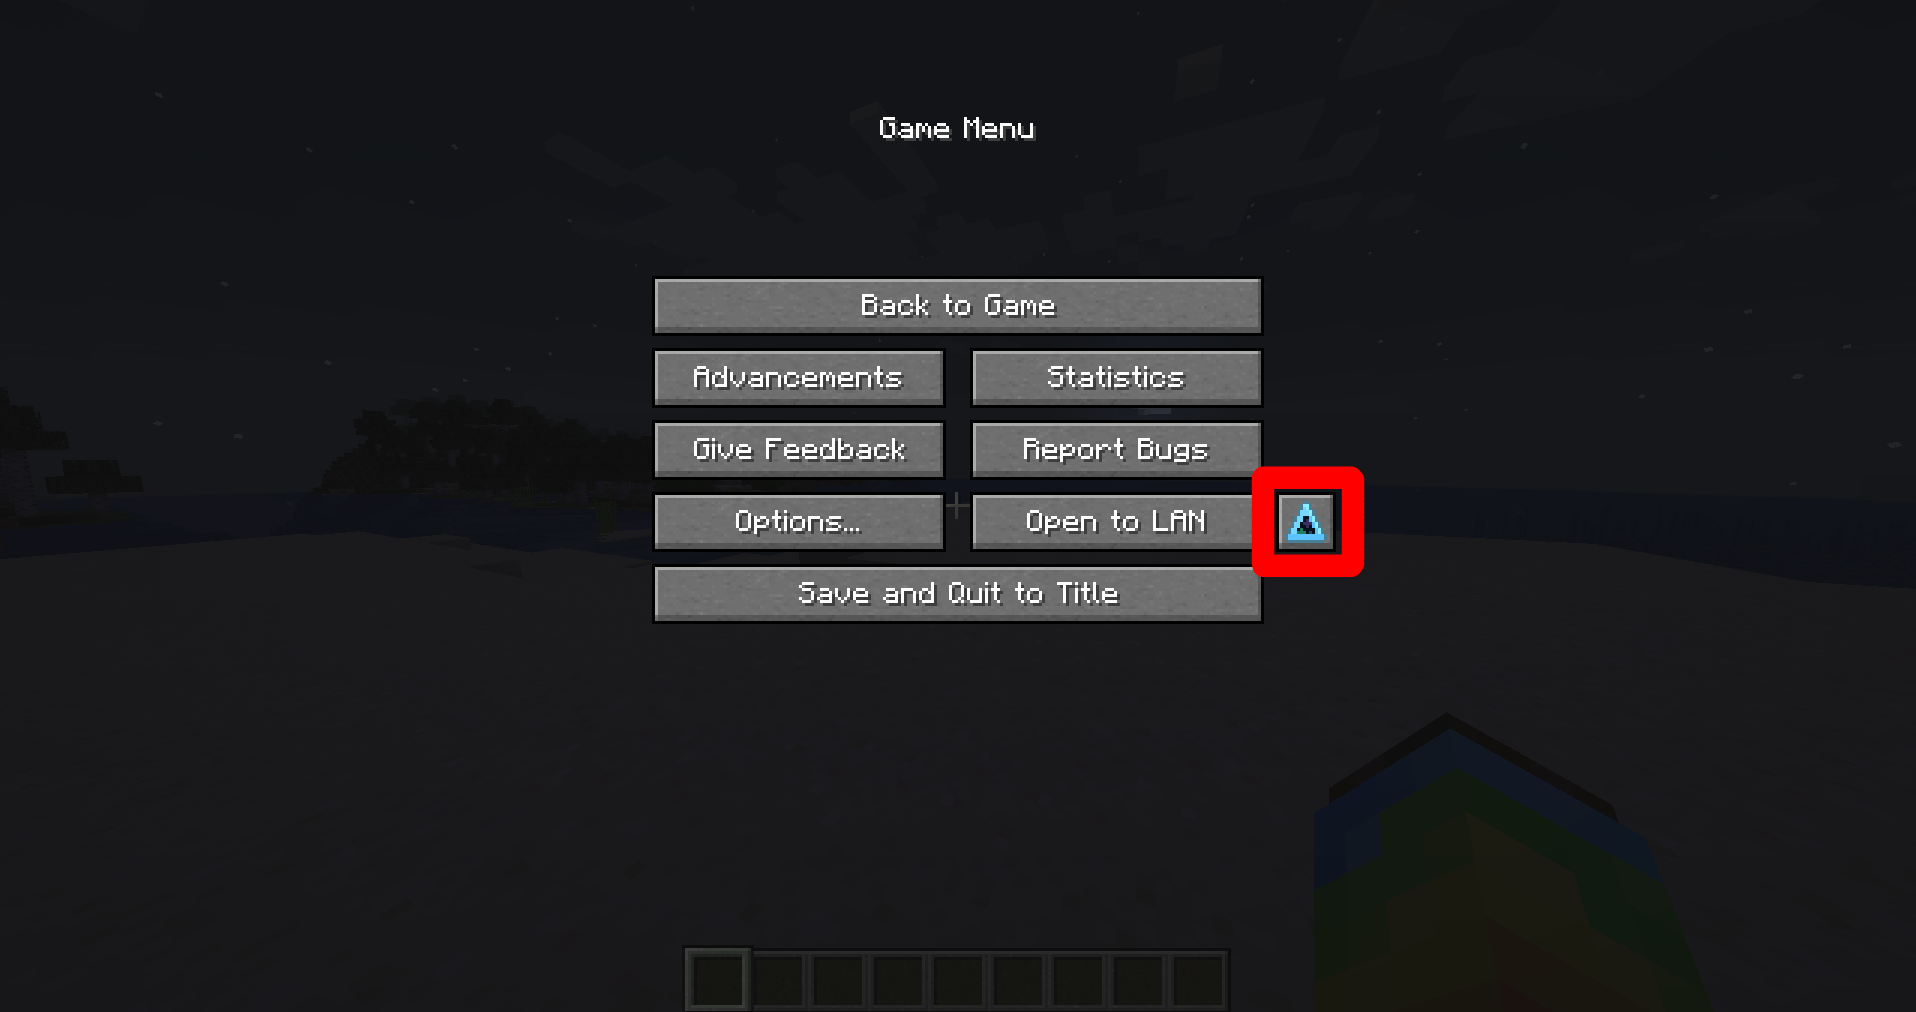 Game Menu
Back to Game
Advancements
Statistics
Give Feedback
Report Bugs
Options...
Open to LAN
Save and Quit to Title